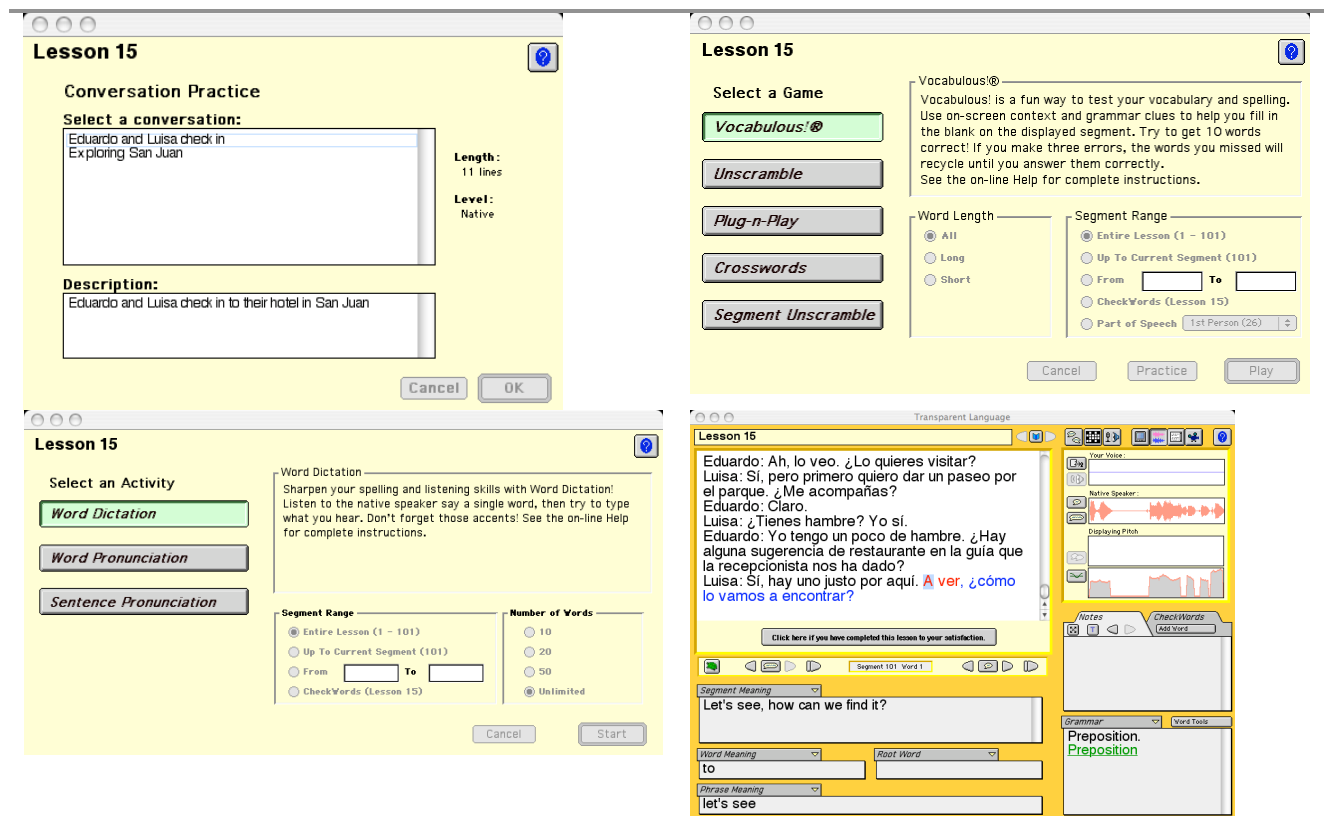 Lesson 15
Conversation Practice
Select a conversation:
Eduardo and Luisa check in
Exploring San Juan
Length:
11 lines
Level:
Native
Description:
Eduardo and Luisa check in to their hotel in San Juan
Cancel
OK
Lesson 15
Select a Game
Vocabulous!®
Unscramble
Plug-n-Play
Crosswords
Segment Unscramble
Vocabulous!®
Vocabulous! is a fun way to test your vocabulary and spelling.
Use on-screen context and grammar clues to help you fill in
the blank on the displayed segment. Try to get 10 words
correct! If you make three errors, the words you missed will
recycle until you answer them correctly.
See the on-line Help for complete instructions.
Word Length
All
Long
Short
Segment Range
Entire Lesson (1 - 101)
Up To Current Segment (101)
From To
CheckWords (Lesson 15)
Part of Speech 1st Person (26)
Cancel
Practice
Play
Lesson 15
Select an Activity
Word Dictation
Word Pronunciation
Sentence Pronunciation
Word Dictation
Sharpen your spelling and listening skills with Word Dictation!
Listen to the native speaker say a single word, then try to type
what you hear. Don't forget those accents! See the on-line Help
for complete instructions.
Segment Range
Entire Lesson (1 - 101)
Up To Current Segment (101)
From To
CheckWords (Lesson 15)
Number of Words
10
20
50
Unlimited
Cancel
Start
Transparent Language
Lesson 15
Eduardo: Ah, lo veo. ¿Lo quieres visitar?
Luisa: Sí, pero primero quiero dar un paseo por
el parque. ¿Me acompañas?
Eduardo: Claro.
Luisa: ¿Tienes hambre? Yo sí.
Eduardo: Yo tengo un poco de hambre. ¿Hay
alguna sugerencia de restaurante en la guía que
la recepcionista nos ha dado?
Luisa: Sí, hay uno justo por aquí. A ver, ¿cómo
lo vamos a encontrar?
Click here if you have completed this lesson to your satisfaction.
Segment 101 Word 1
Segment Meaning
Let's see, how can we find it?
Word Meaning
to
Root Word
Phrase Meaning
let's see
Your Voice:
Native Speaker:
Displaying Pitch
Notes
CheckWords
Add Word
Grammar
Word Tools
Preposition.
Preposition